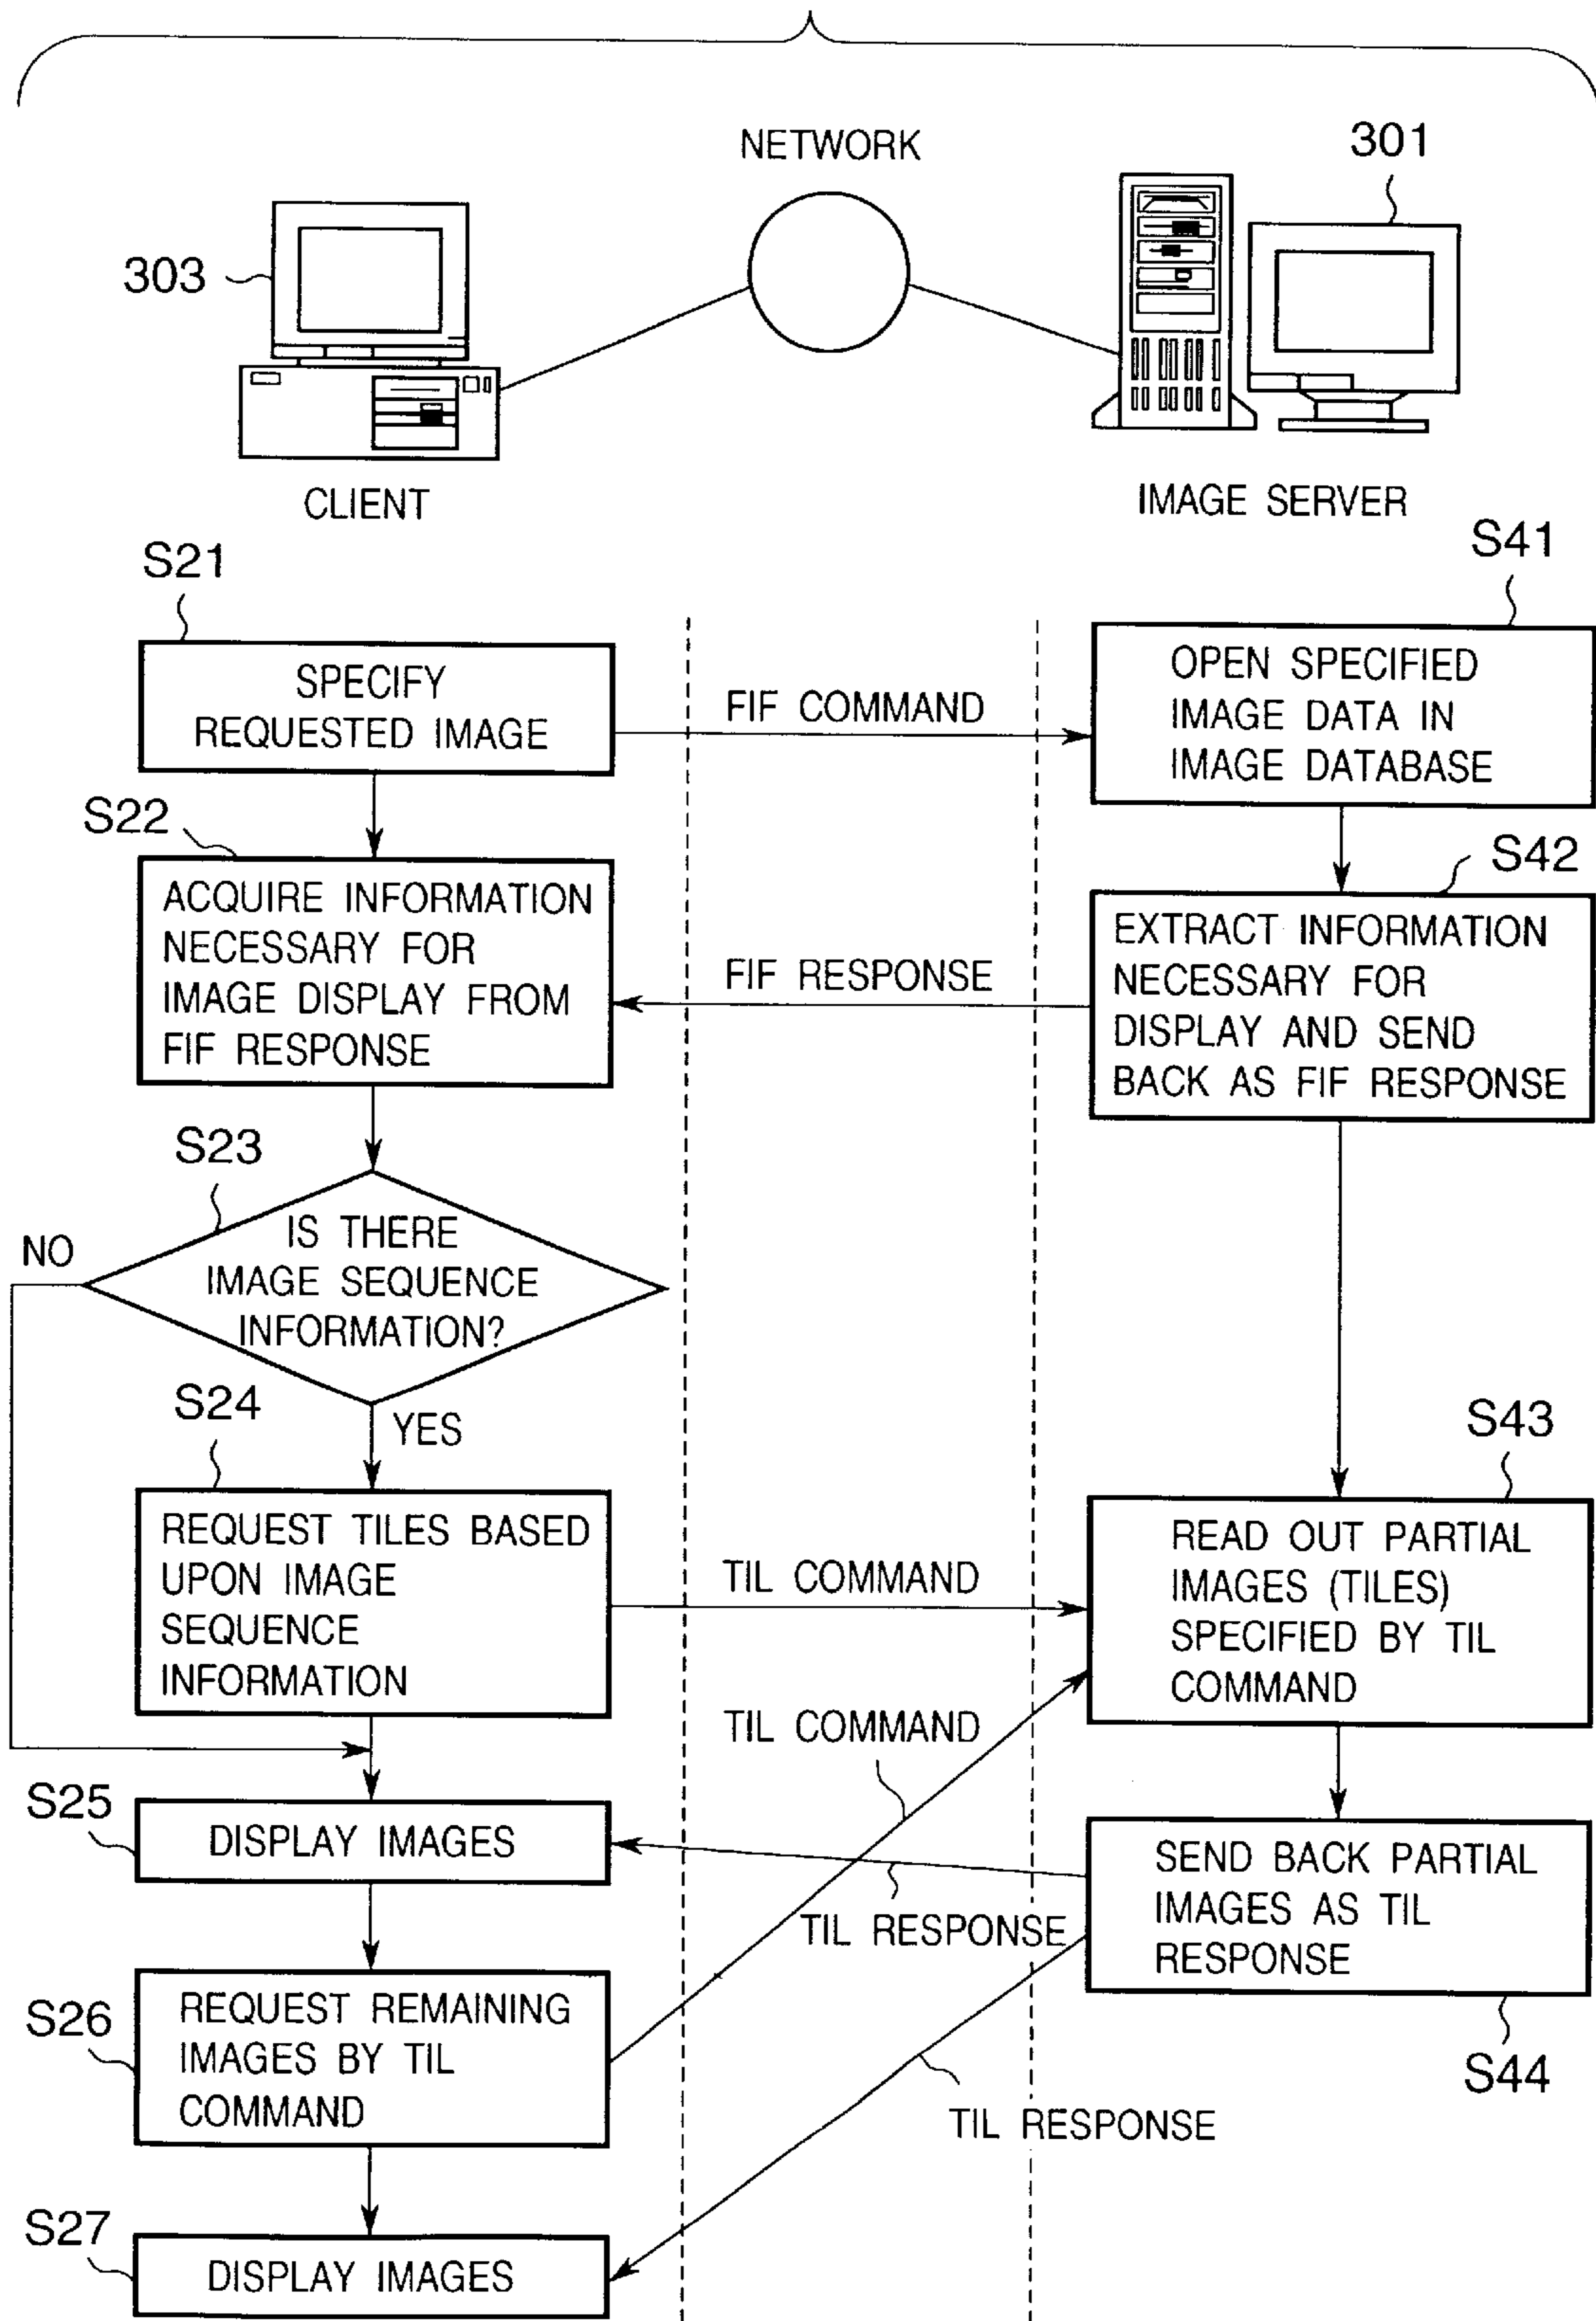 NETWORK
301
303
CLIENT
IMAGE SERVER
S21
S41
SPECIFY
REQUESTED IMAGE
FIF COMMAND
OPEN SPECIFIED
IMAGE DATA IN
IMAGE DATABASE
S22
S42
ACQUIRE INFORMATION
NECESSARY FOR
IMAGE DISPLAY FROM
FIF RESPONSE
FIF RESPONSE
EXTRACT INFORMATION
NECESSARY FOR
DISPLAY AND SEND
BACK AS FIF RESPONSE
S23
NO
IS THERE
IMAGE SEQUENCE
INFORMATION?
YES
S24
S43
REQUEST TILES BASED
UPON IMAGE
SEQUENCE
INFORMATION
TIL COMMAND
READ OUT PARTIAL
IMAGES (TILES)
SPECIFIED BY TIL
COMMAND
TIL COMMAND
S25
DISPLAY IMAGES
TIL RESPONSE
SEND BACK PARTIAL
IMAGES AS TIL
RESPONSE
S44
S26
REQUEST REMAINING
IMAGES BY TIL
COMMAND
TIL RESPONSE
S27
DISPLAY IMAGES